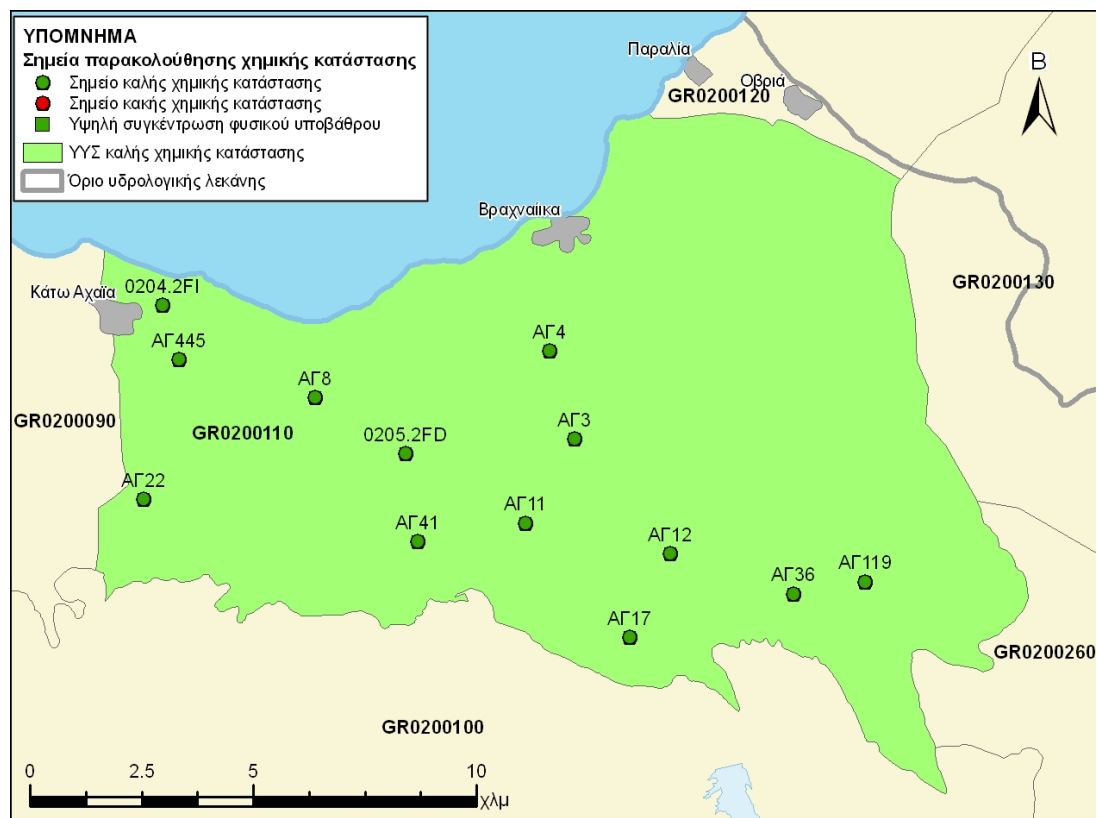 ΥΠΟΜΝΗΜΑ
Σημεία παρακολούθησης χημικής κατάστασης
Σημείο καλής χημικής κατάστασης
Σημείο κακής χημικής κατάστασης
Υψηλή συγκέντρωση φυσικού υποβάθρου
ΥΥΣ καλής χημικής κατάστασης
Όριο υδρολογικής λεκάνης
Παραλία
Β
Οβριά
GR0200120
Βραχναίικα
GR0200130
0204.2FI
Κάτω Αχαΐα
ΑΓ445
ΑΓ4
ΑΓ8
GR0200090
GR0200110
ΑΓ3
0205.2FD
ΑΓ22
ΑΓ11
ΑΓ41
ΑΓ12
ΑΓ36
ΑΓ119
ΑΓ17
GR0200260
GR0200100
0 2.5 5 10
χλμ